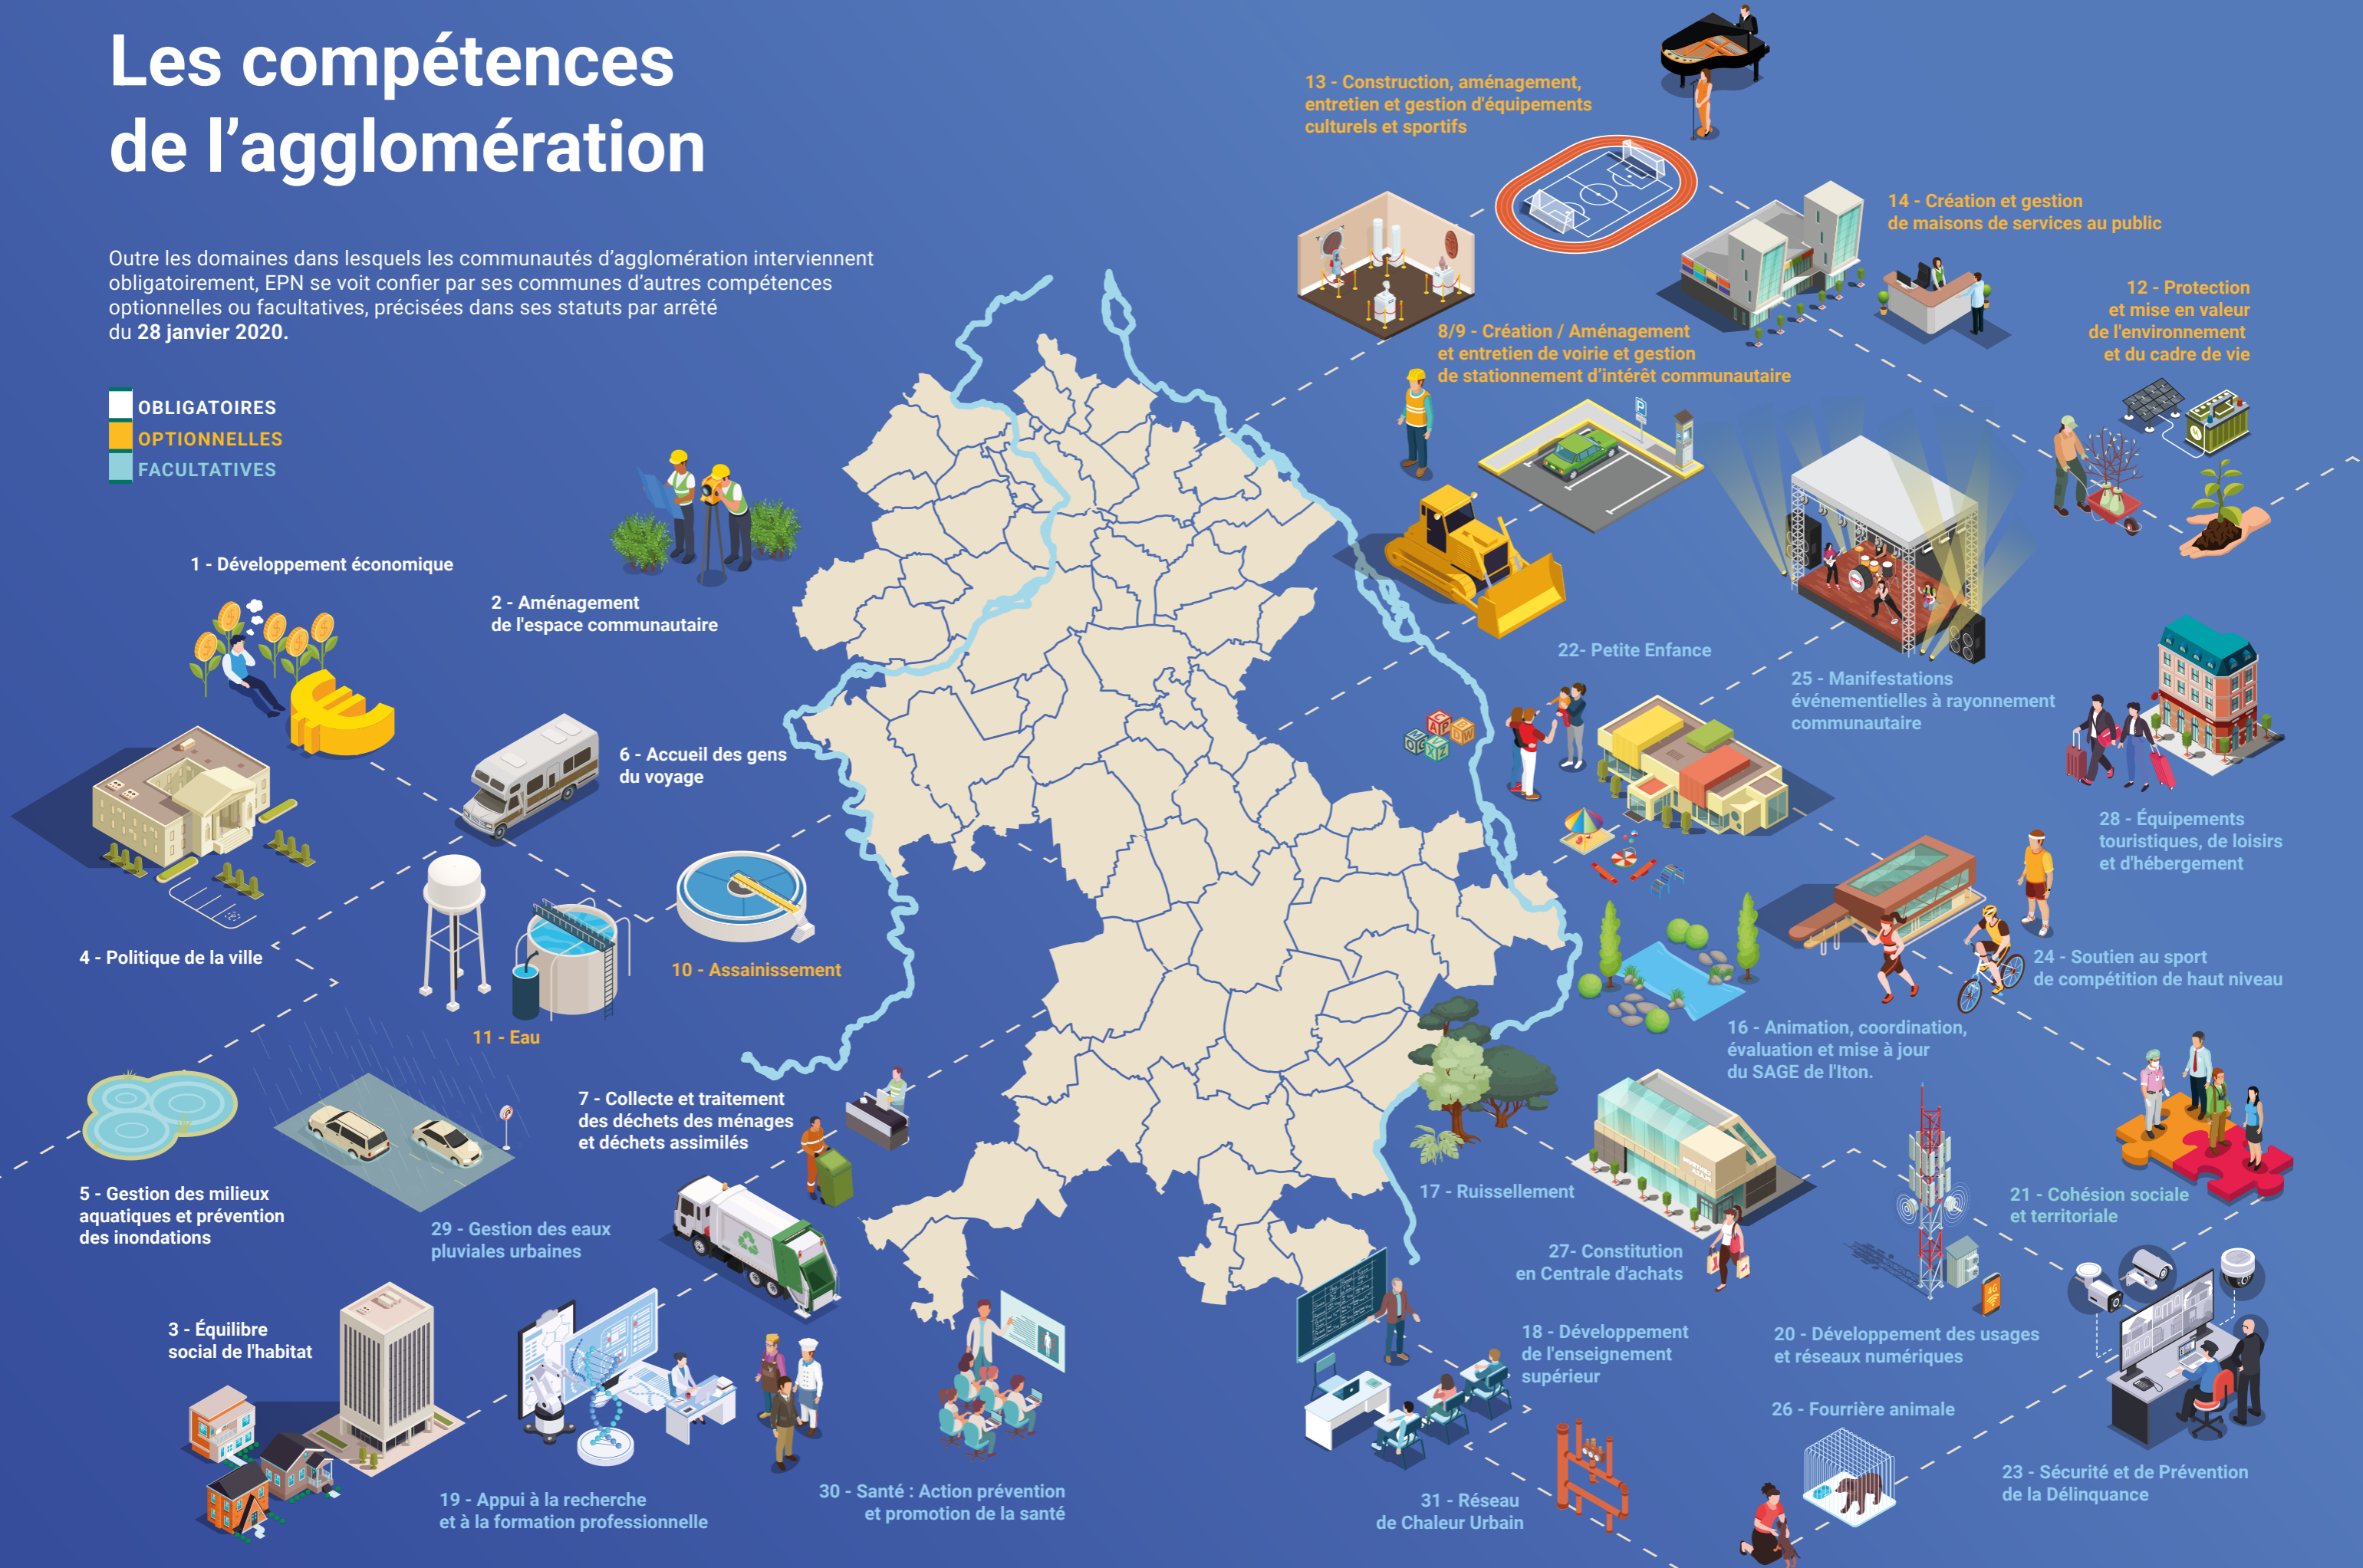 Les compétences
de l'agglomération
Outre les domaines dans lesquels les communautés d'agglomération interviennent
obligatoirement, EPN se voit confier par ses communes d'autres compétences
optionnelles ou facultatives, précisées dans ses statuts par arrêté
du 28 janvier 2020.
OBLIGATOIRES
OPTIONNELLES
FACULTATIVES
1 - Développement économique
2 - Aménagement
de l'espace communautaire
6 - Accueil des gens
du voyage
4 - Politique de la ville
10 - Assainissement
11 - Eau
7 - Collecte et traitement
des déchets des ménages
et déchets assimilés
5 - Gestion des milieux
aquatiques et prévention
des inondations
29 - Gestion des eaux
pluviales urbaines
3 - Équilibre
social de l'habitat
19 - Appui à la recherche
et à la formation professionnelle
30 - Santé : Action prévention
et promotion de la santé
13 - Construction, aménagement,
entretien et gestion d'équipements
culturels et sportifs
14 - Création et gestion
de maisons de services au public
12 - Protection
et mise en valeur
de l'environnement
et du cadre de vie
8/9 - Création / Aménagement
et entretien de voirie et gestion
de stationnement d'intérêt communautaire
P
22- Petite Enfance
25 - Manifestations
événementielles à rayonnement
communautaire
28 - Équipements
touristiques, de loisirs
et d'hébergement
24 - Soutien au sport
de compétition de haut niveau
16 - Animation, coordination,
évaluation et mise à jour
du SAGE de l'Iton.
17 - Ruissellement
21 - Cohésion sociale
et territoriale
27- Constitution
en Centrale d'achats
4G
18 - Développement
de l'enseignement
supérieur
20 - Développement des usages
et réseaux numériques
26 - Fourrière animale
23 - Sécurité et de Prévention
de la Délinquance
31 - Réseau
de Chaleur Urbain